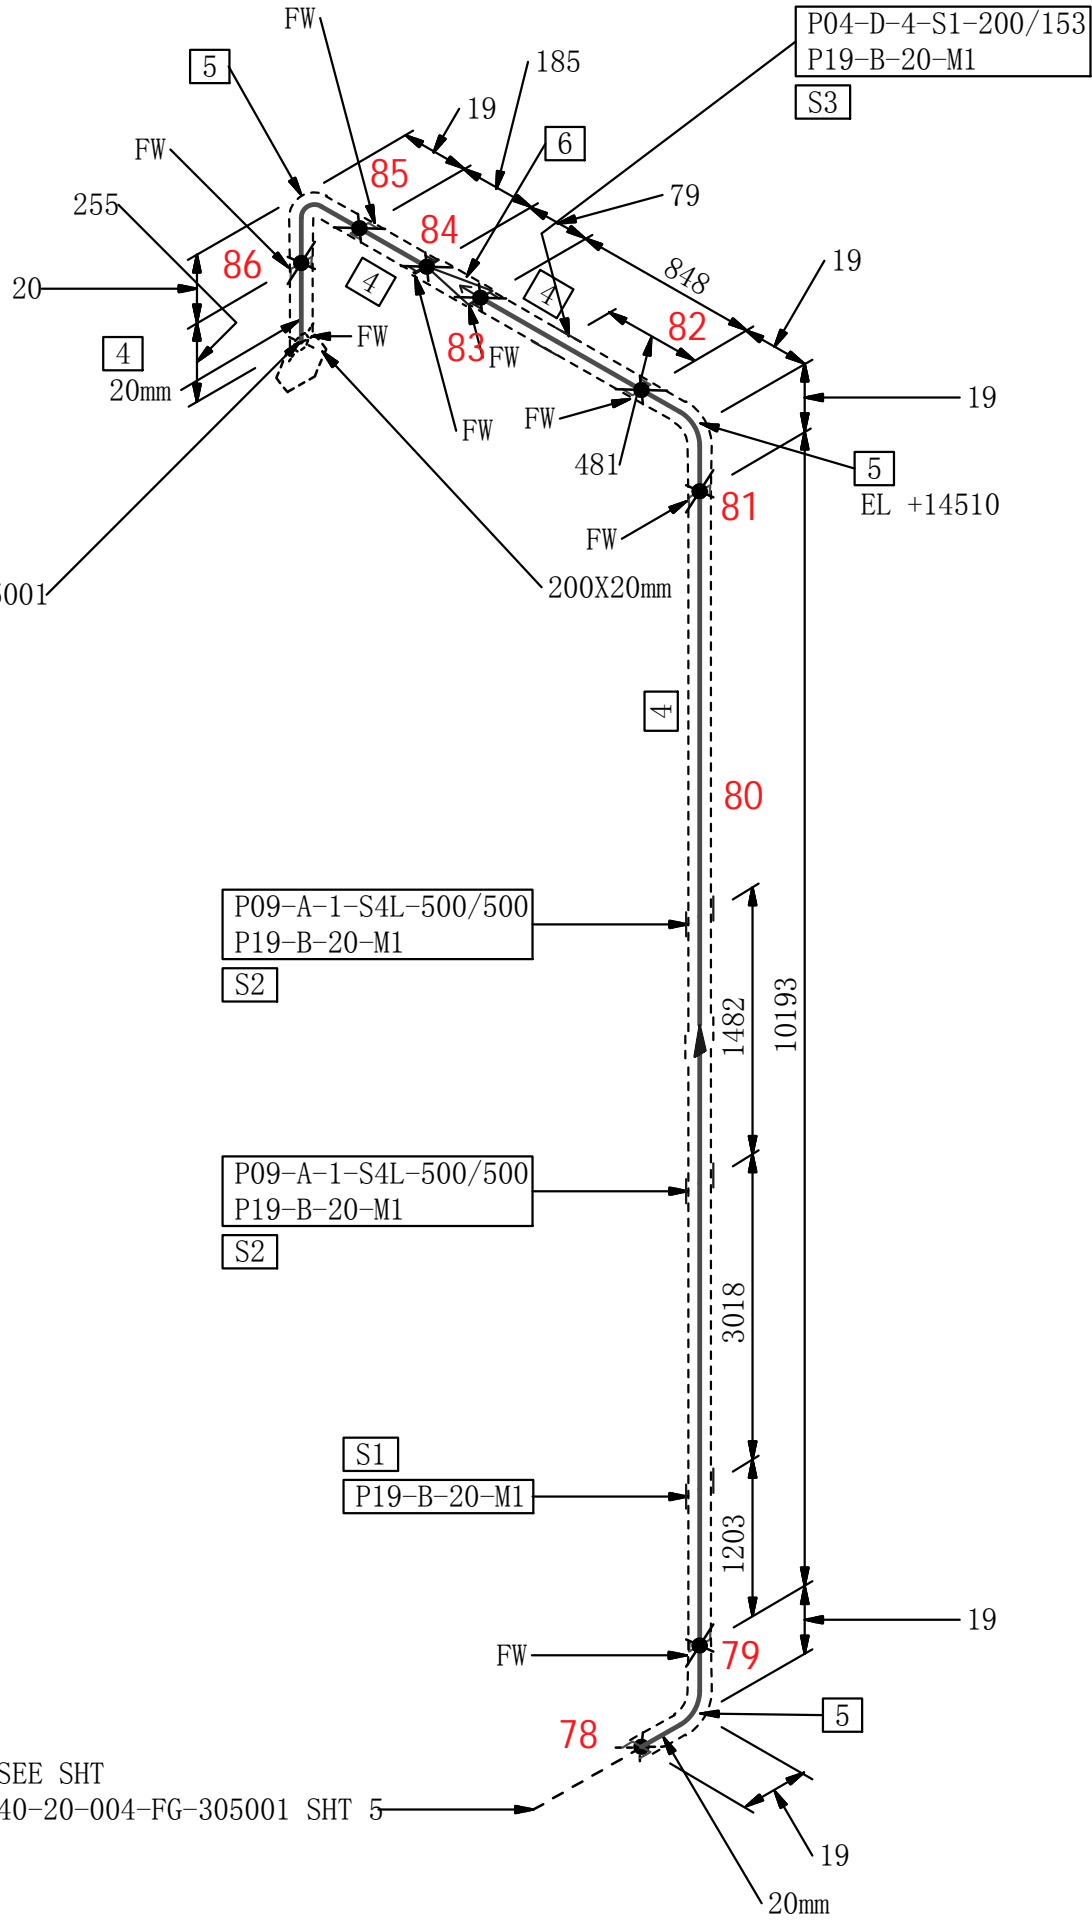 FW
P04-D-4-S1-200/153
P19-B-20-M1
S3
5
185
19
6
FW
85
79
255
84
848
19
86
4
4
20
82
FW
83
FW
4
20mm
FW
FW
19
481
5
81
EL +14510
FW
5001
200X20mm
4
80
P09-A-1-S4L-500/500
P19-B-20-M1
S2
1482
10193
P09-A-1-S4L-500/500
P19-B-20-M1
S2
3018
S1
P19-B-20-M1
1203
19
FW
79
78
5
SEE SHT
40-20-004-FG-305001 SHT 5
19
20mm